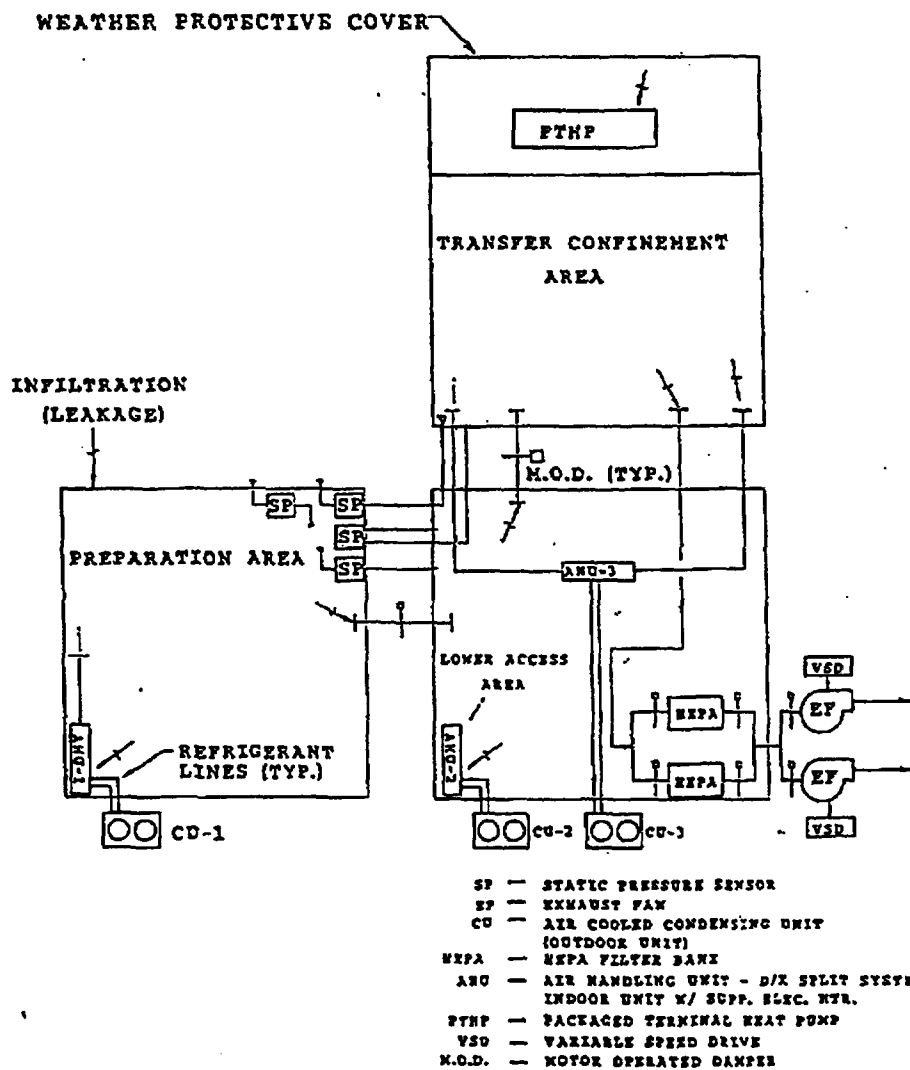 WEATHER PROTECTIVE COVER
PTHP
TRANSFER CONFINEMENT
AREA
INFILTRATION
(LEAKAGE)
M.O.D. (TYP.)
SP
SP
SP
SP
PREPARATION AREA
AHU-3
LOWER ACCESS
AREA
VSD
EF
HEPA
AHU-1
REFRIGERANT
LINES (TYP.)
AHU-2
HEPA
EF
VSD
CU-1
CU-2
CU-3
SP — STATIC PRESSURE SENSOR
EF — EXHAUST FAN
CU — AIR COOLED CONDENSING UNIT
(OUTDOOR UNIT)
HEPA — HEPA FILTER BANK
AHU — AIR HANDLING UNIT - D/X SPLIT SYSTE
INDOOR UNIT W/ SUPP. ELEC. HTR.
PTHP — PACKAGED TERMINAL HEAT PUMP
VSD — VARIABLE SPEED DRIVE
M.O.D. — MOTOR OPERATED DAMPER